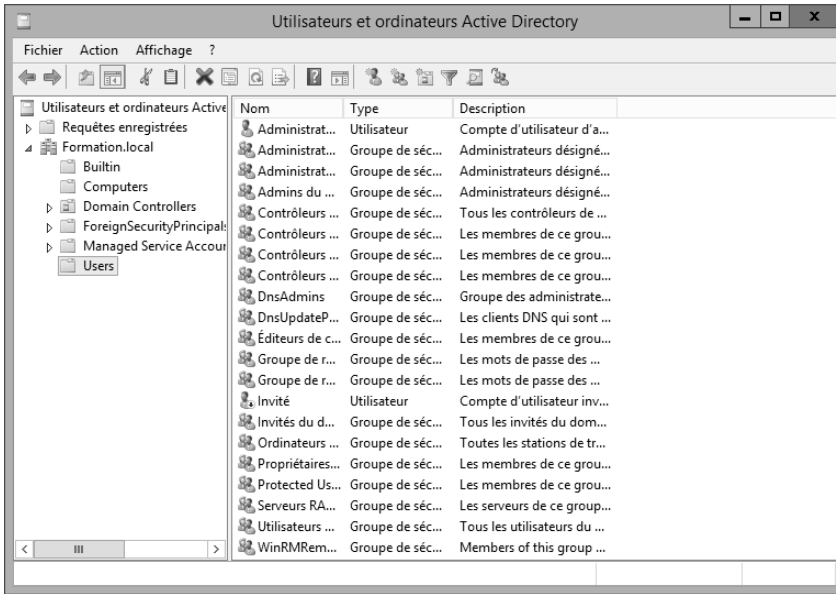 Utilisateurs et ordinateurs Active Directory
Fichier Action Affichage ?
Utilisateurs et ordinateurs Active
Requêtes enregistrées
Formation.local
Builtin
Computers
Domain Controllers
ForeignSecurityPrincipals
Managed Service Accour
Users
Nom Type Description
Administrat... Utilisateur Compte d'utilisateur d'a...
Administrat... Groupe de séc... Administrateurs désigné...
Administrat... Groupe de séc... Administrateurs désigné...
Admins du ... Groupe de séc... Administrateurs désigné...
Contrôleurs ... Groupe de séc... Tous les contrôleurs de ...
Contrôleurs ... Groupe de séc... Les membres de ce grou...
Contrôleurs ... Groupe de séc... Les membres de ce grou...
Contrôleurs ... Groupe de séc... Les membres de ce grou...
DnsAdmins Groupe de séc... Groupe des administrate...
DnsUpdateP... Groupe de séc... Les clients DNS qui sont ...
Éditeurs de c... Groupe de séc... Les membres de ce grou...
Groupe de r... Groupe de séc... Les mots de passe des ...
Groupe de r... Groupe de séc... Les mots de passe des ...
Invité Utilisateur Compte d'utilisateur inv...
Invités du d... Groupe de séc... Tous les invités du dom...
Ordinateurs ... Groupe de séc... Toutes les stations de tr...
Propriétaires... Groupe de séc... Les membres de ce grou...
Protected Us... Groupe de séc... Les membres de ce grou...
Serveurs RA... Groupe de séc... Les serveurs de ce group...
Utilisateurs ... Groupe de séc... Tous les utilisateurs du ...
WinRMRem... Groupe de séc... Members of this group ...